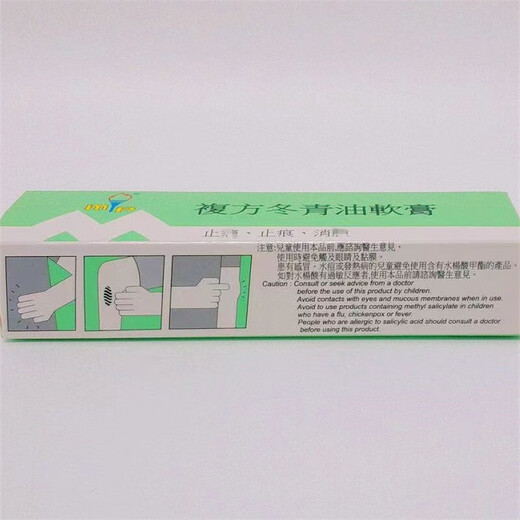 複方冬青油軟膏
止痛、止痕、消
注意:兒童使用本品前,應諮詢醫生意見,
使用時避免觸及眼睛及黏膜。
患有感冒,水痘或發熱病的兒童避免使用含有水楊酸甲酯的產品。
如對水楊酸有過敏反應者,使用本品前請諮詢醫生意見。
Caution : Consult or seek advice from a doctor
before the use of this product by children.
Avoid contacts with eyes and mucous membranes when in use.
Avoid to use products containing methyl salicylate in children
who have a flu, chickenpox or fever.
People who are allergic to salicylic acid should consult a doctor
before using this product.